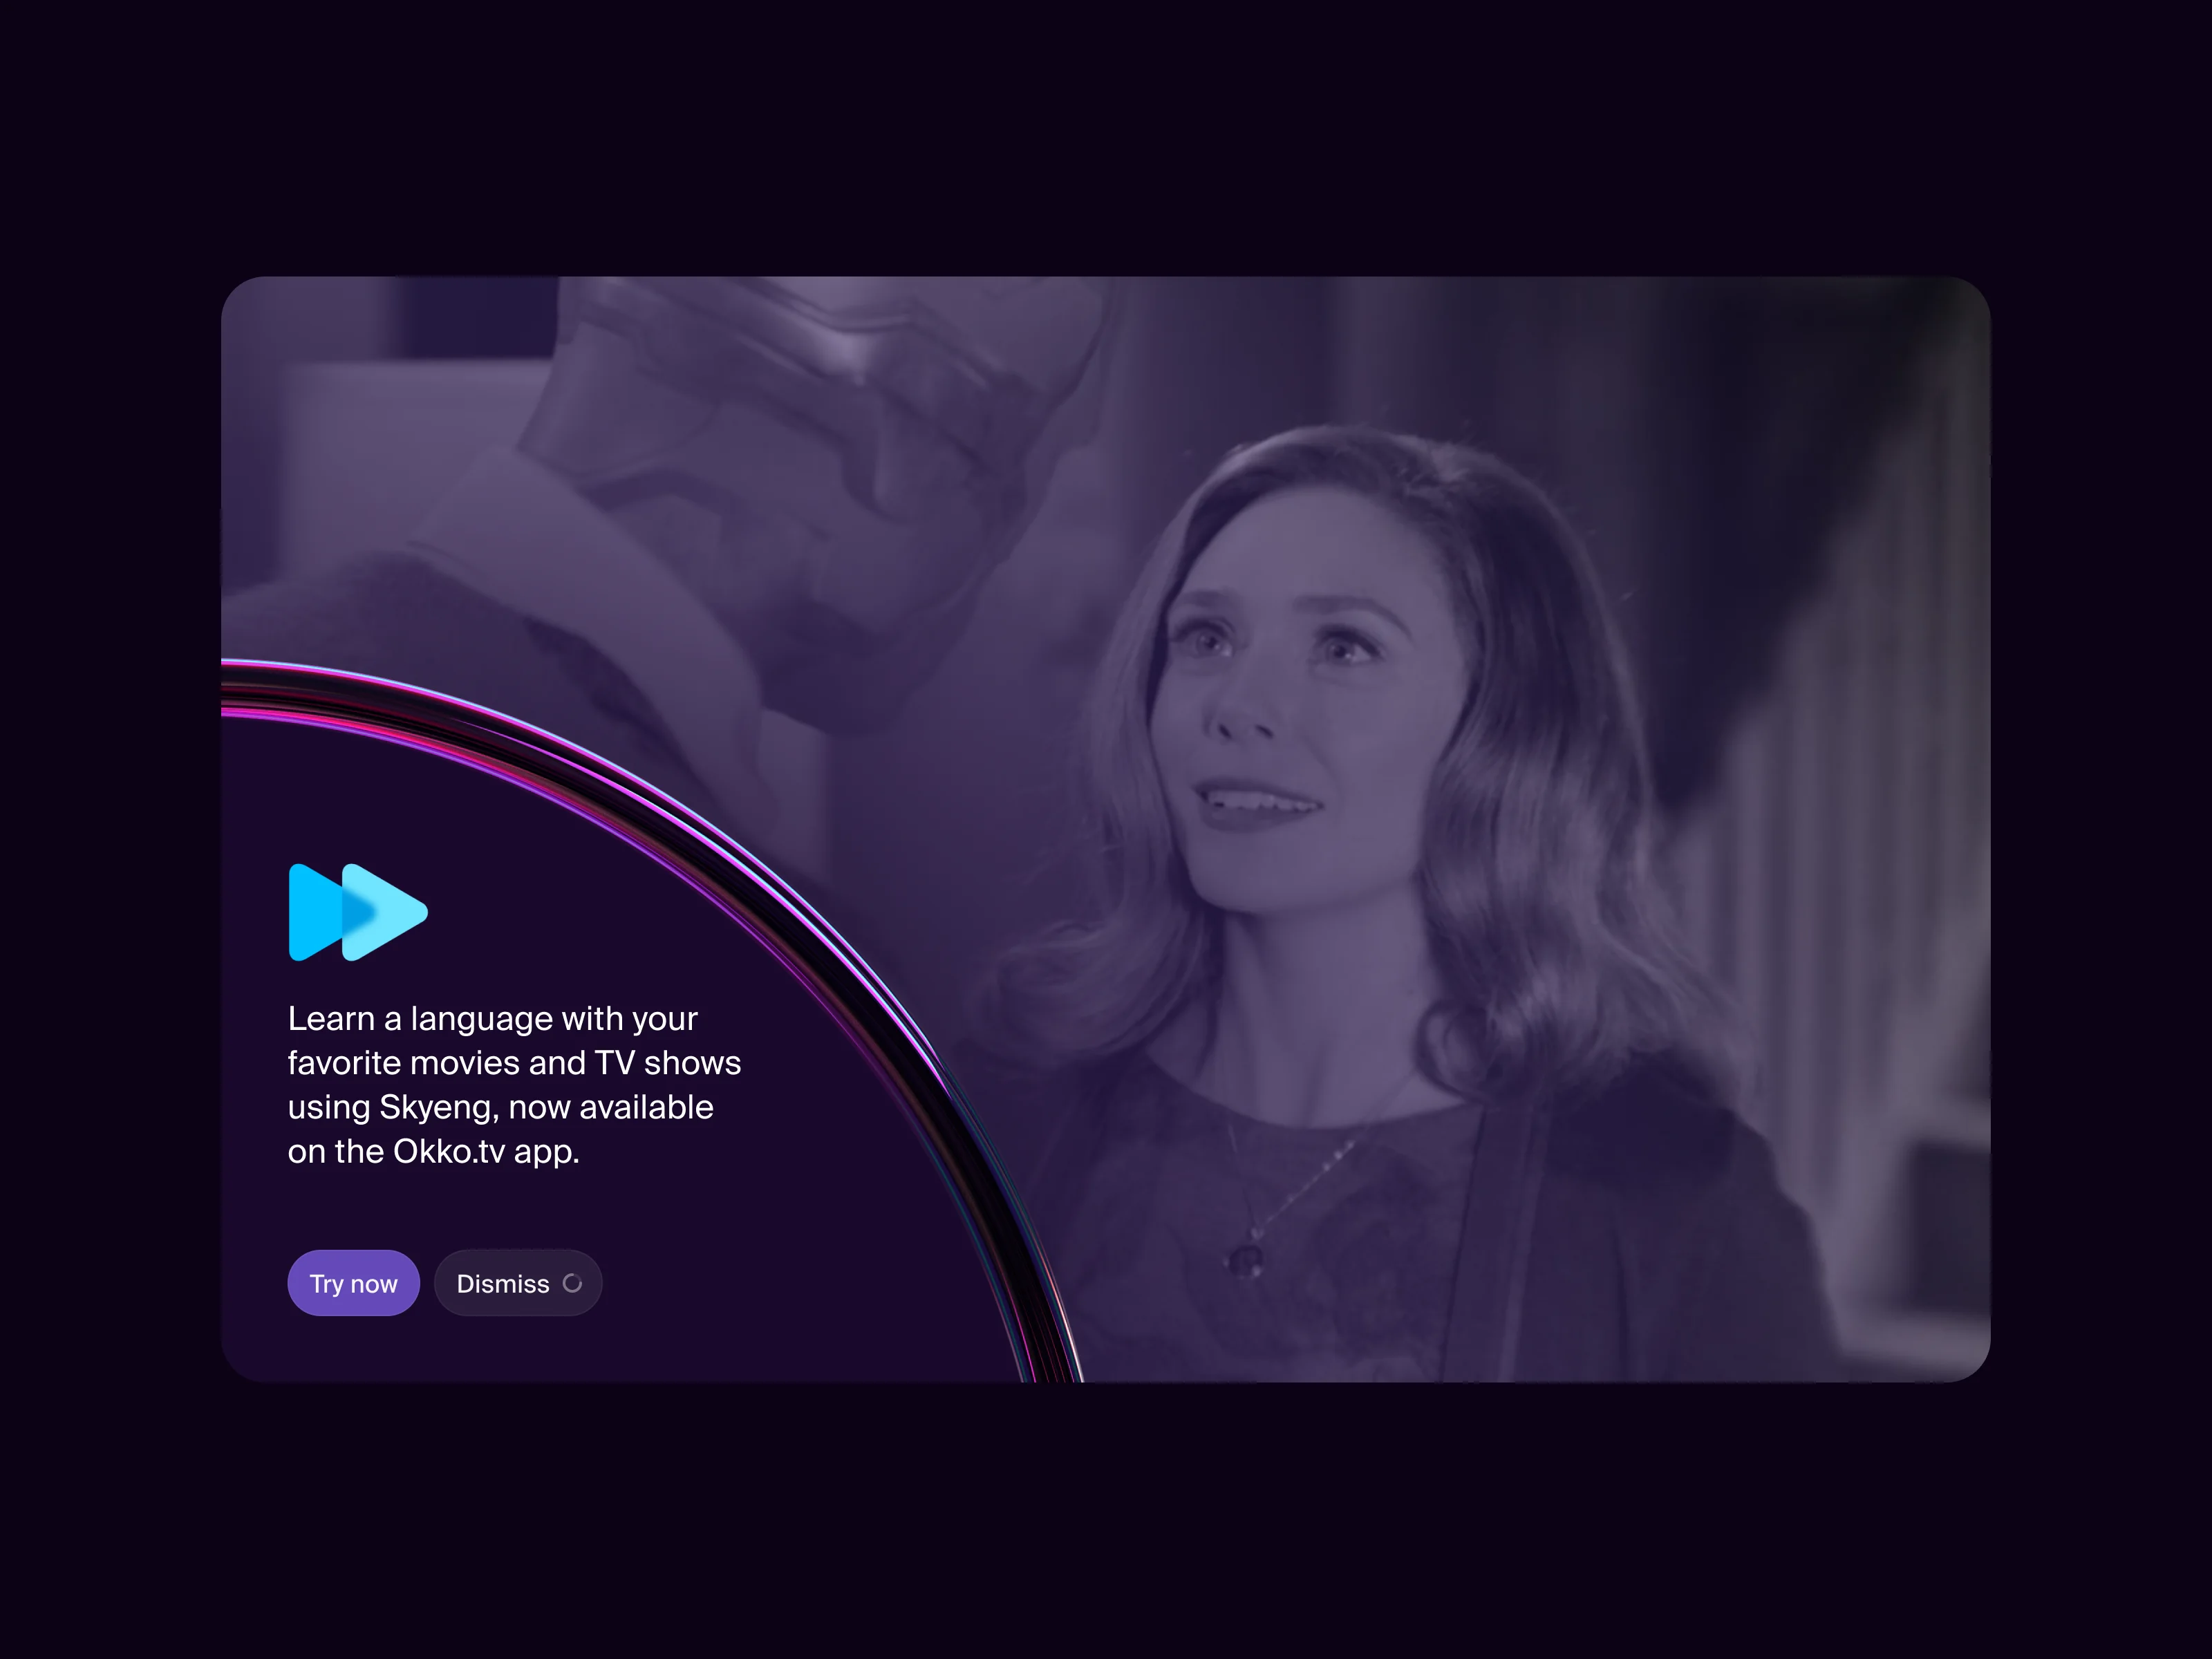 Learn a language with your
favorite movies and TV shows
using Skyeng, now available
on the Okko.tv app.
Try now
Dismiss